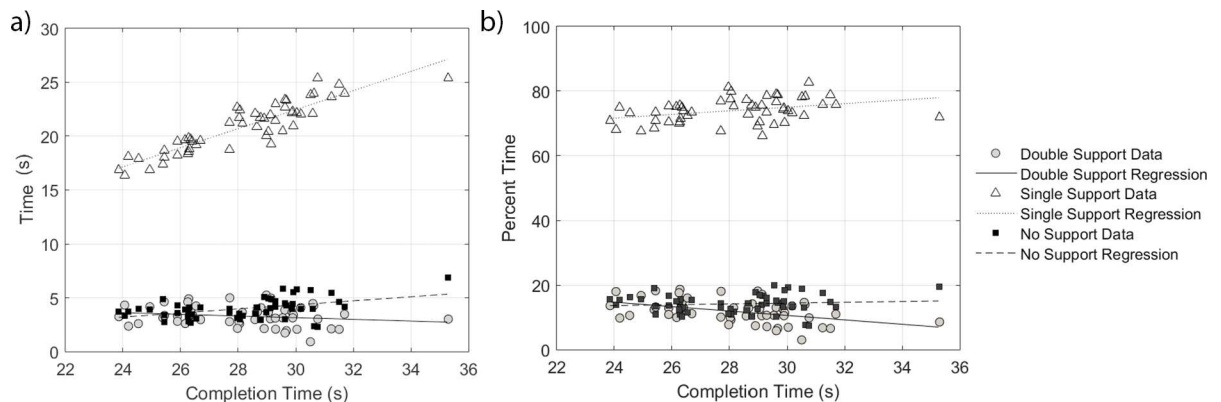 a)
30
25
20
15
10
5
0
Time (s)
22 24 26 28 30 32 34 36
Completion Time (s)
b)
100
80
60
40
20
0
Percent Time
22 24 26 28 30 32 34 36
Completion Time (s)
Double Support Data
Double Support Regression
Single Support Data
Single Support Regression
No Support Data
No Support Regression